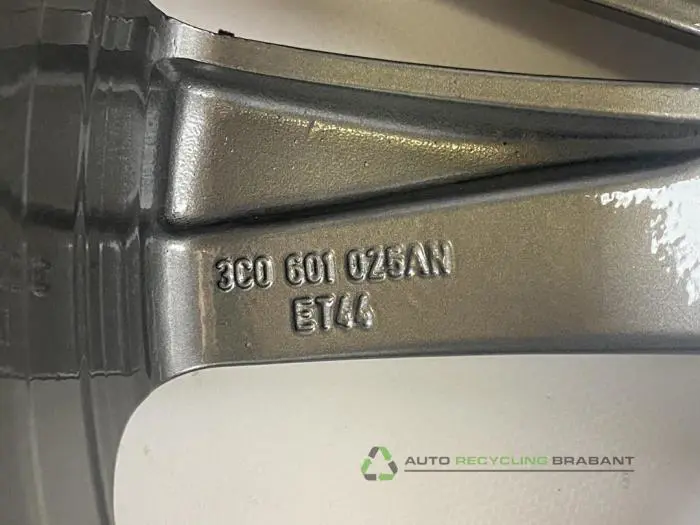 3C0 601 025AN
ET44
AUTO RECYCLING BRABANT